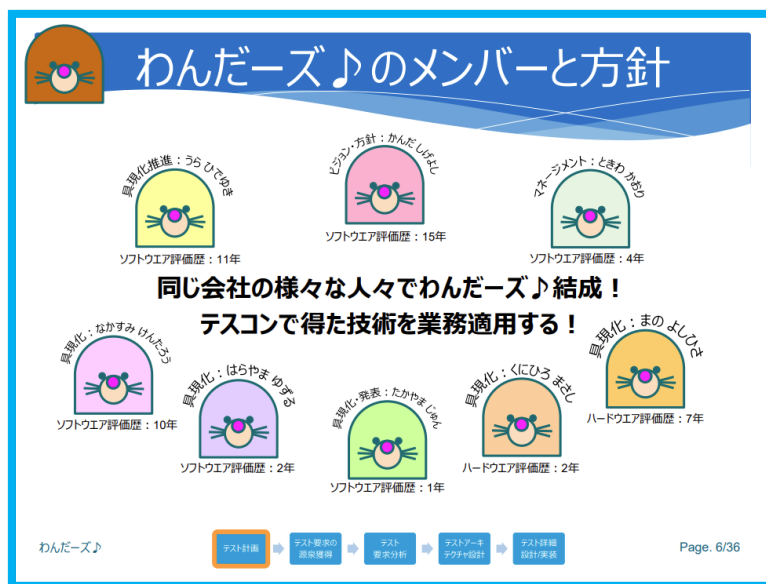 わんだーズ♪のメンバーと方針
具現化推進：うら ひでゆき
ソフトウエア評価歴：11年
ビジョン・方針：かんだ しげよし
ソフトウエア評価歴：15年
マネージメント：ときわ かおり
ソフトウエア評価歴：4年
同じ会社の様々な人々でわんだーズ♪結成！
テスコンで得た技術を業務適用する！
具現化：なかすみ けんたろう
ソフトウエア評価歴：10年
具現化：はらやま ゆずる
ソフトウエア評価歴：2年
具現化・発表：たかやま じゅん
ソフトウエア評価歴：1年
具現化：くにひろ まさし
ハードウエア評価歴：2年
具現化：まの よしひさ
ハードウエア評価歴：7年
わんだーズ♪
テスト計画
テスト要求の
源泉獲得
テスト
要求分析
テストアーキ
テクチャ設計
テスト詳細
設計/実装
Page. 6/36